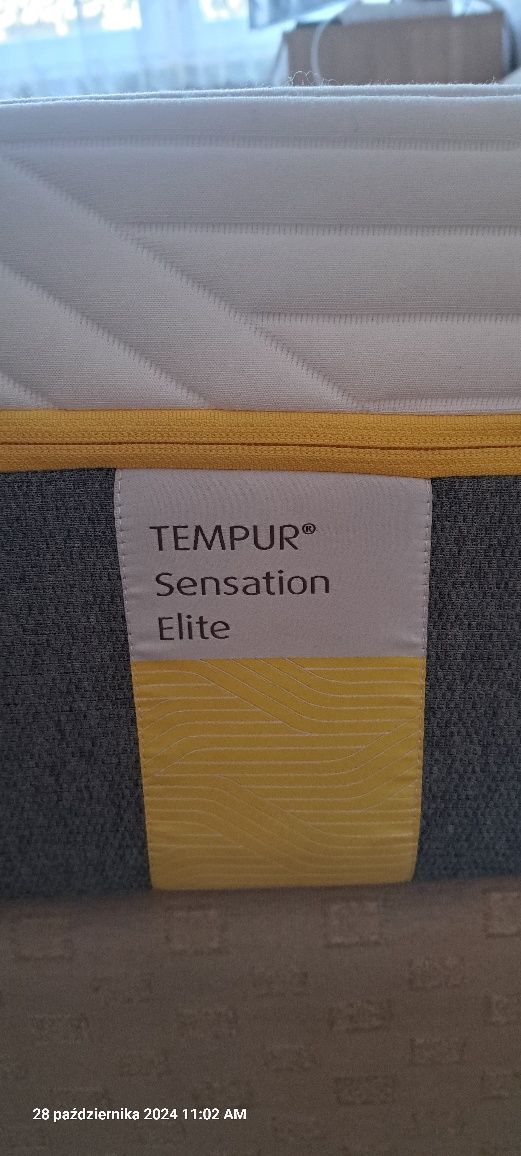 TEMPUR®
Sensation
Elite
28 października 2024 11:02 AM